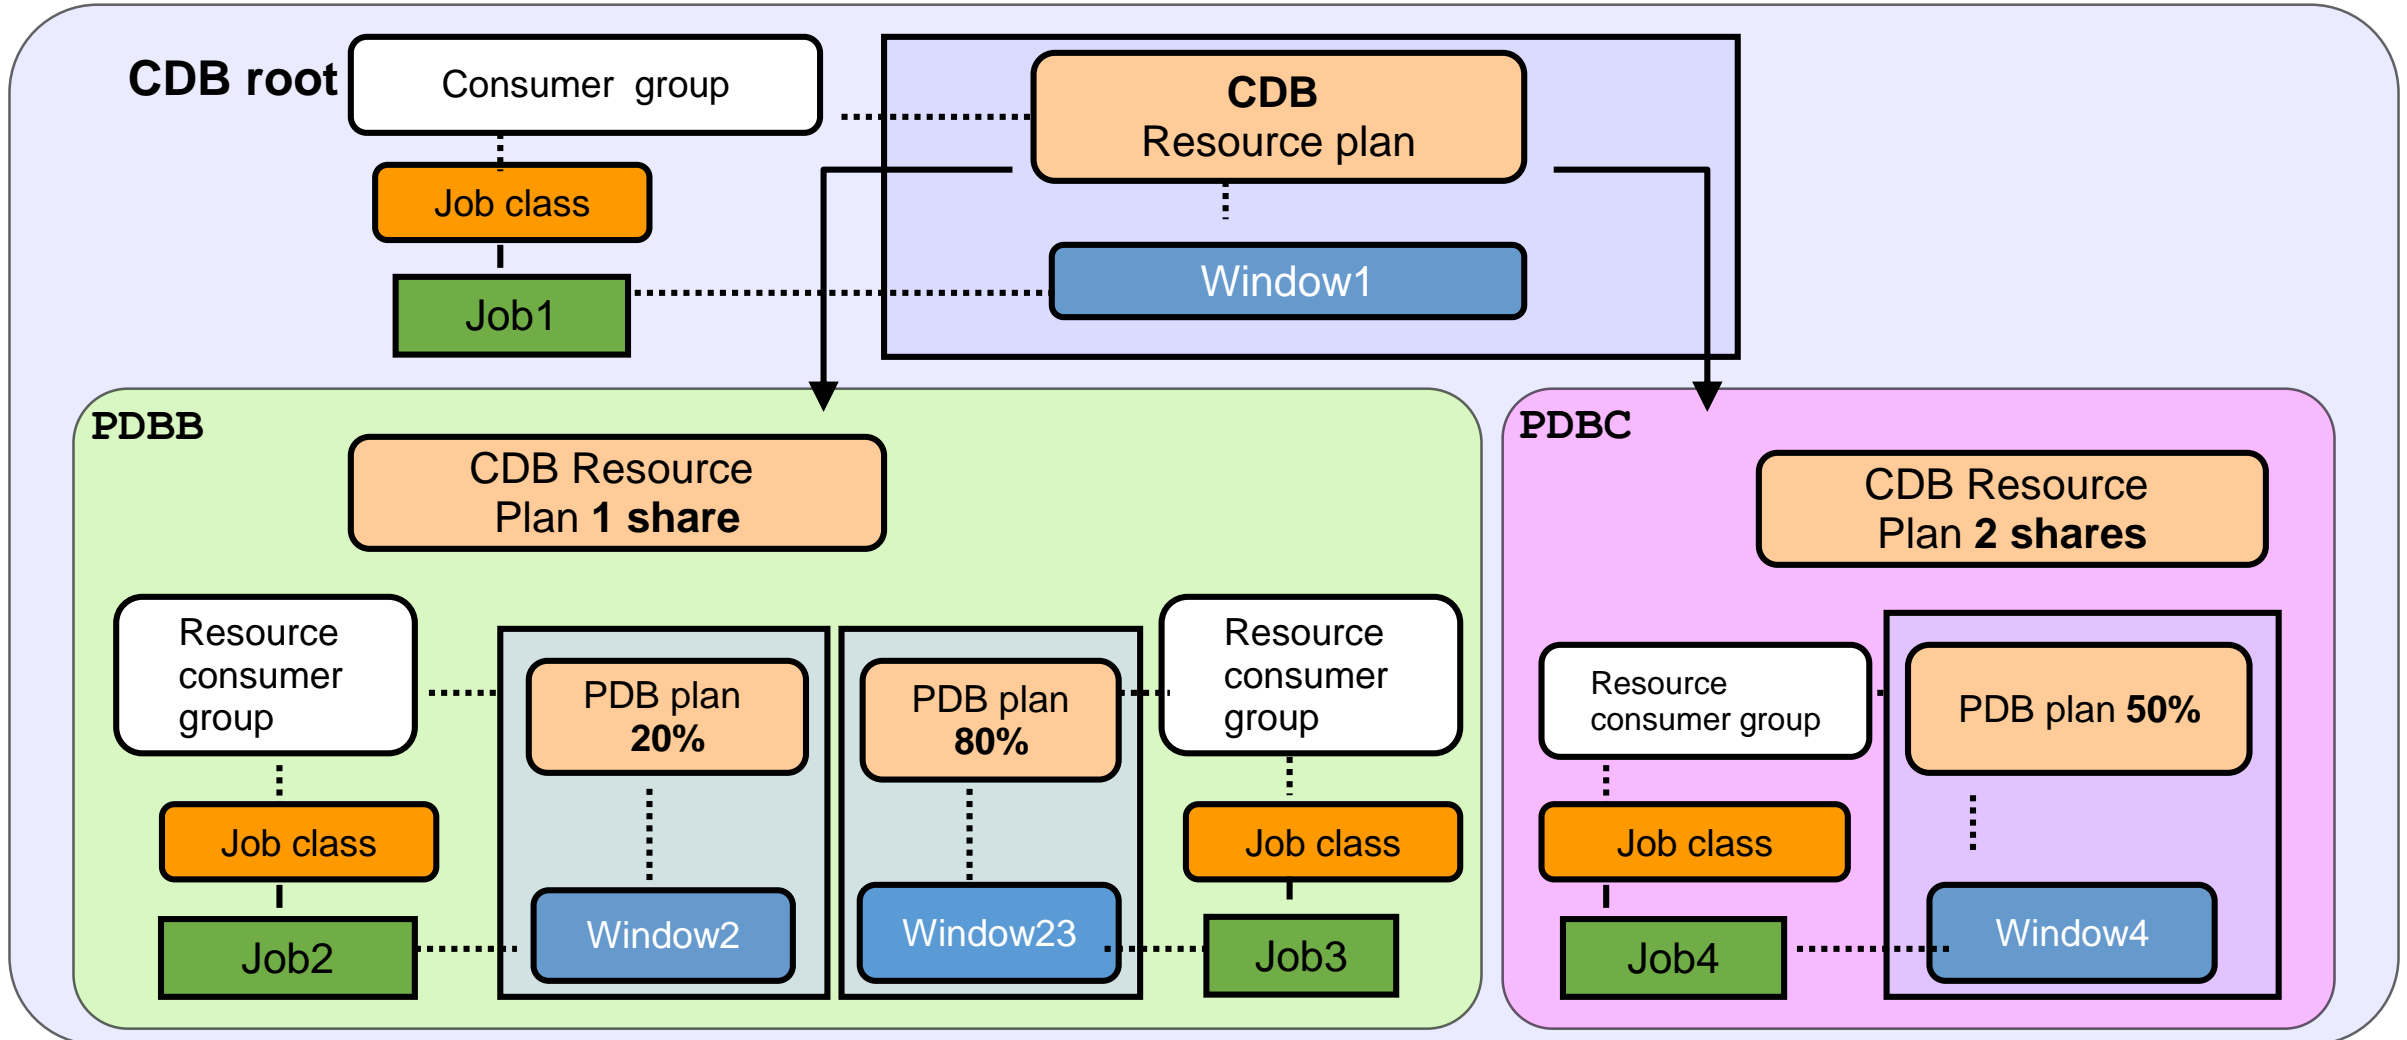 CDB root
Consumer group
CDB
Resource plan
Job class
Window1
Job1
PDBB
CDB Resource
Plan 1 share
Resource
consumer
group
PDB plan
20%
PDB plan
80%
Resource
consumer
group
Job class
Job class
Window2
Window23
Job2
Job3
PDBC
CDB Resource
Plan 2 shares
Resource
consumer group
PDB plan 50%
Job class
Window4
Job4